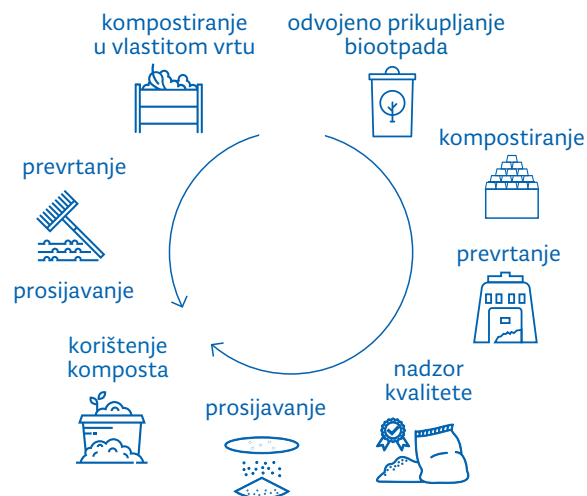 kompostiranje
u vlastitom vrtu
odvojeno prikupljanje
biootpada
kompostiranje
prevrtanje
prevrtanje
prosijavanje
korištenje
komposta
prosijavanje
nadzor
kvalitete